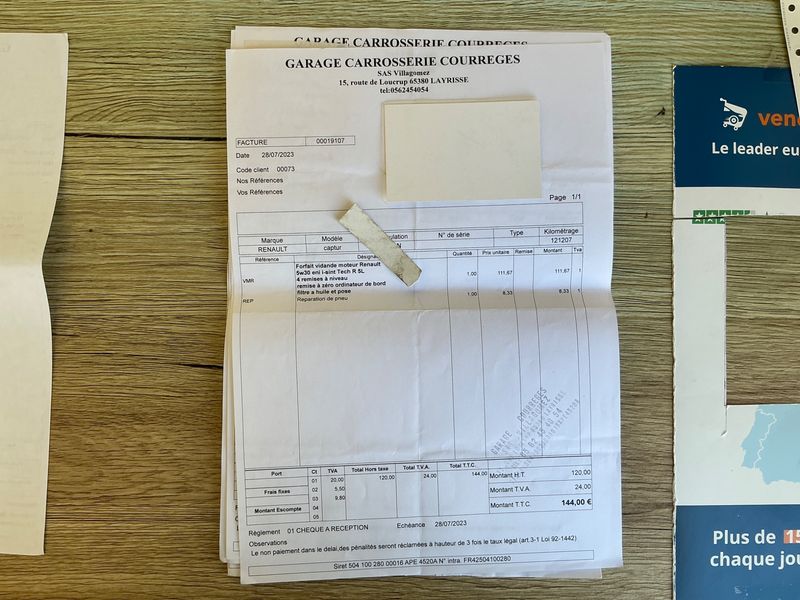 GARAGE CARROSSERIE COURREGES
GARAGE CARROSSERIE COURREGES
SAS Villagomez
15, route de Loucrup 65380 LAYRISSE
tel:0562454054
FACTURE 00019107
Date 28/07/2023
Code client 00073
Nos Références
Vos Références
Page 1/1
Marque Modèle N° de série Type Kilométrage
RENAULT captur 121207
Référence Quantité Prix unitaire Remise Montant Tva
Forfait vidande moteur Renault
5w30 eni i-sint Tech R 5L
VMR 4 remises à niveau 1,00 111,67 111,67 1
remise à zéro ordinateur de bord
filtre a huile et pose
REP Reparation de pneu 1,00 8,33 8,33 1
GARAGE COURREGES
Port Ct TVA Total Hors taxe Total T.V.A. Total T.T.C.
01 20,00 120,00 24,00 144,00 Montant H.T. 120,00
Frais fixes 02 5,50
03 9,80 Montant T.V.A. 24,00
Montant Escompte 04 Montant T.T.C. 144,00 €
05
Règlement 01 CHEQUE A RECEPTION Echéance 28/07/2023
Observations
Le non paiement dans le delai,des pénalités seront réclamées à hauteur de 3 fois le taux légal (art.3-1 Loi 92-1442)
Siret 504 100 280 00016 APE 4520A N° intra. FR42504100280
Le leader eu
Plus de 15
chaque jou